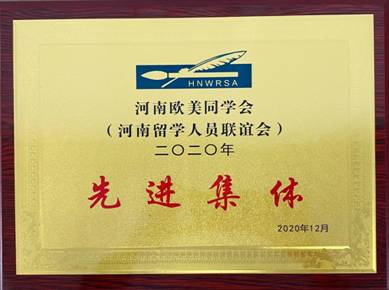 HNWRSA
河南欧美同学会
（河南留学人员联谊会）
二〇二〇年
先进集体
2020年12月